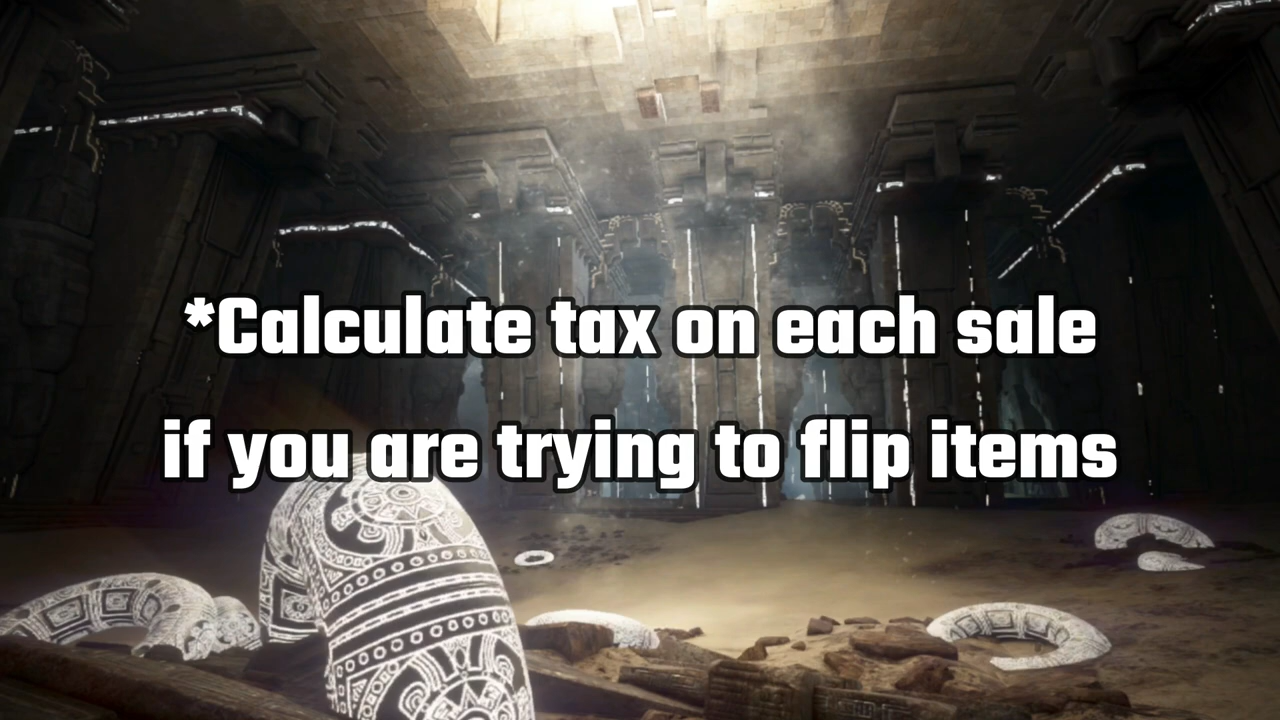 *Calculate tax on each sale
if you are trying to flip items